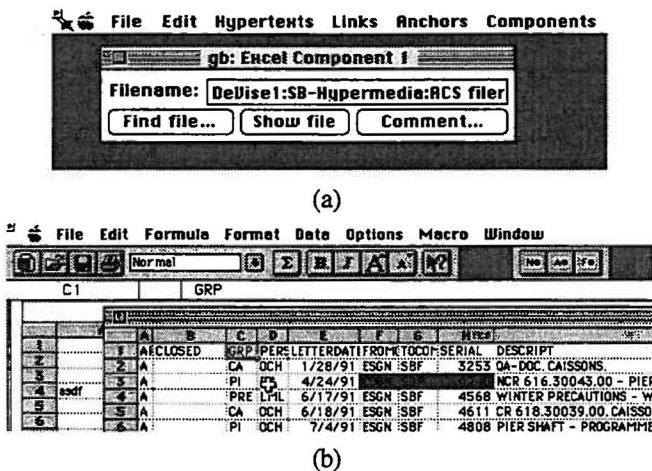 File Edit Hypertexts Links Anchors Components
gb: Excel Component 1
Filename: DeVise1:SB-Hypermedia:ACS filer
Find file... Show file Comment...
(a)
File Edit Formula Format Data Options Macro Window
Normal Σ B I A A ?
C1 GRP
A B C D E F G
1 CLOSED GRP PERS LETTERDATE FROM TOCOM SERIAL DESCRIPT
2 A CA OCH 1/28/91 ESGN SBF 3253 QA-DOC. CAISSONS.
3 A PI 4/24/91 NCR 616.30043.00 - PIER
4 asdf 4 A PRE LML 6/17/91 ESGN SBF 4568 WINTER PRECAUTIONS - W
5 5 A CA OCH 6/18/91 ESGN SBF 4611 CR 618.30039.00. CAISSO
6 6 A PI OCH 7/4/91 ESGN SBF 4808 PIER SHAFT - PROGRAMME
(b)